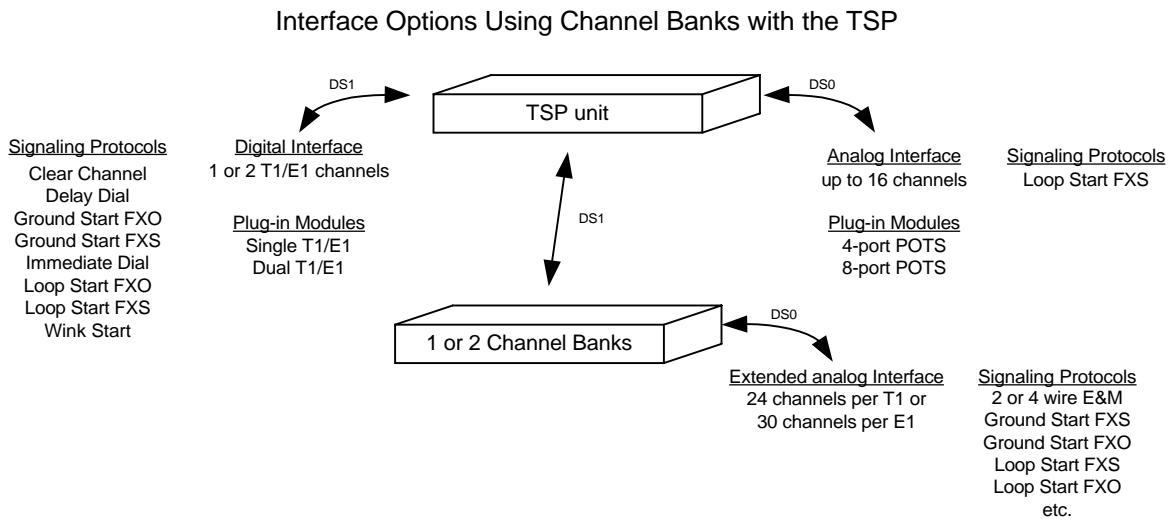 Interface Options Using Channel Banks with the TSP
DS1
DS0
TSP unit
Signaling Protocols
Clear Channel
Delay Dial
Ground Start FXO
Ground Start FXS
Immediate Dial
Loop Start FXO
Loop Start FXS
Wink Start
Digital Interface
1 or 2 T1/E1 channels
Plug-in Modules
Single T1/E1
Dual T1/E1
DS1
Analog Interface
up to 16 channels
Plug-in Modules
4-port POTS
8-port POTS
Signaling Protocols
Loop Start FXS
1 or 2 Channel Banks
DS0
Extended analog Interface
24 channels per T1 or
30 channels per E1
Signaling Protocols
2 or 4 wire E&M
Ground Start FXS
Ground Start FXO
Loop Start FXS
Loop Start FXO
etc.